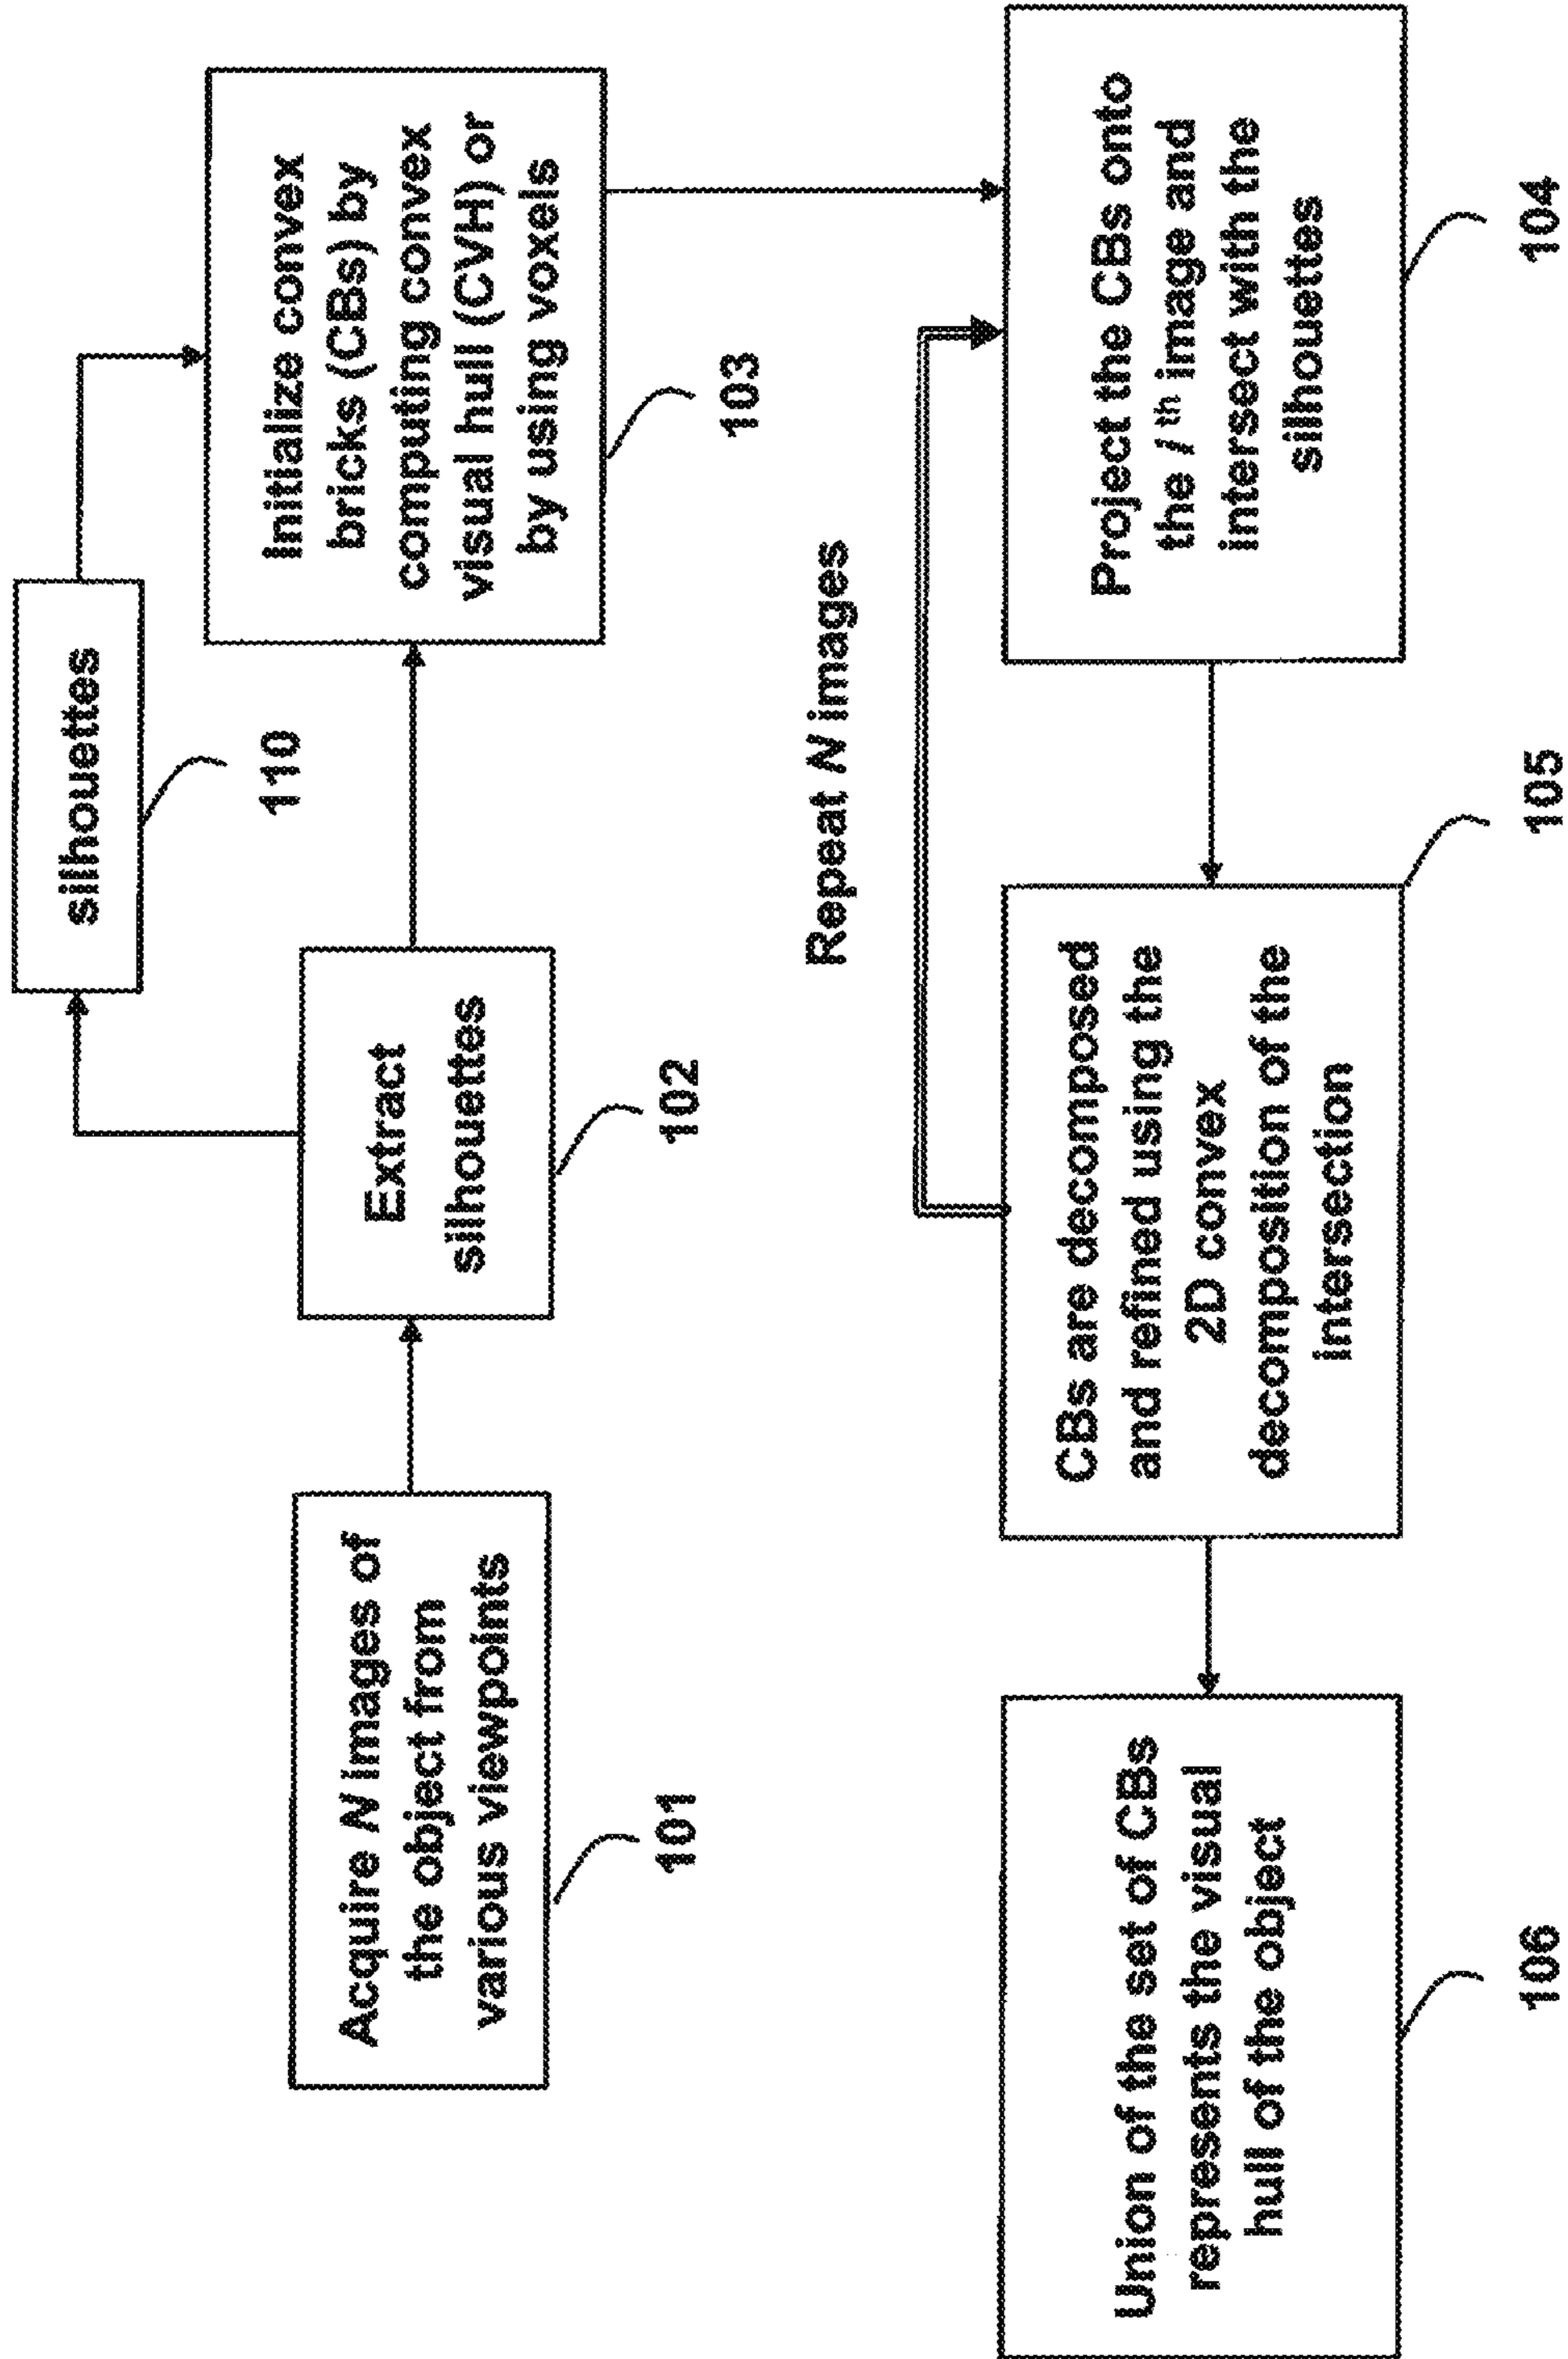 Acquire N images of
the object from
various viewpoints
101
Extract
silhouettes
102
silhouettes
110
Initialize convex
bricks (CBs) by
computing convex
visual hull (CVH) or
by using voxels
103
Repeat N images
Project the CBs onto
the i th image and
intersect with the
silhouettes
104
CBs are decomposed
and refined using the
2D convex
decomposition of the
intersection
105
Union of the set of CBs
represents the visual
hull of the object
106